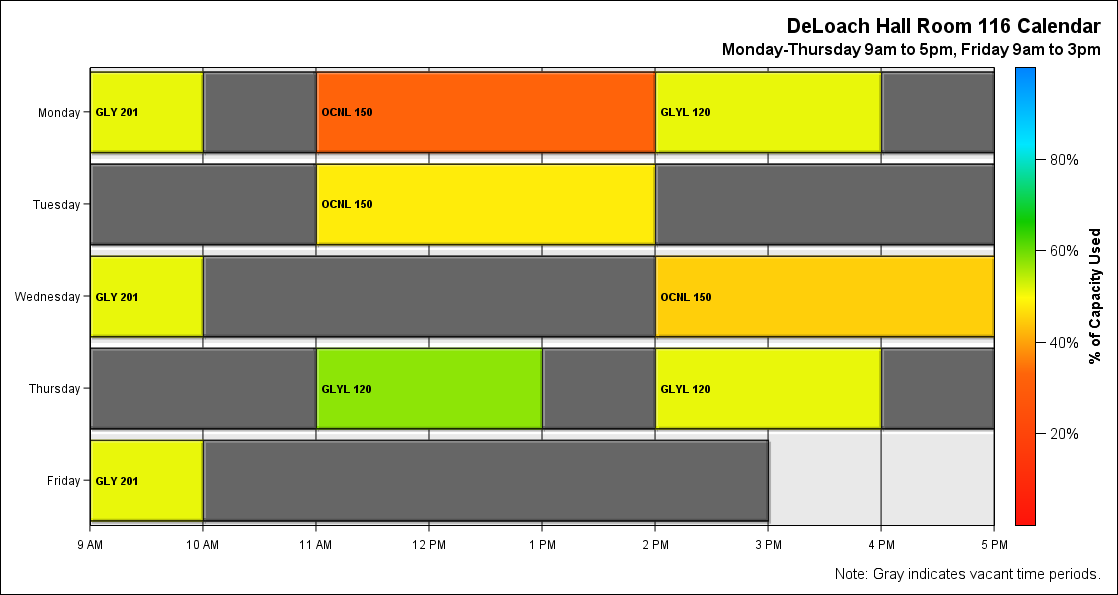 DeLoach Hall Room 116 Calendar
Monday-Thursday 9am to 5pm, Friday 9am to 3pm
Monday
GLY 201
OCNL 150
GLYL 120
Tuesday
OCNL 150
Wednesday
GLY 201
OCNL 150
Thursday
GLYL 120
GLYL 120
Friday
GLY 201
9 AM
10 AM
11 AM
12 PM
1 PM
2 PM
3 PM
4 PM
5 PM
80%
60%
40%
20%
% of Capacity Used
Note: Gray indicates vacant time periods.